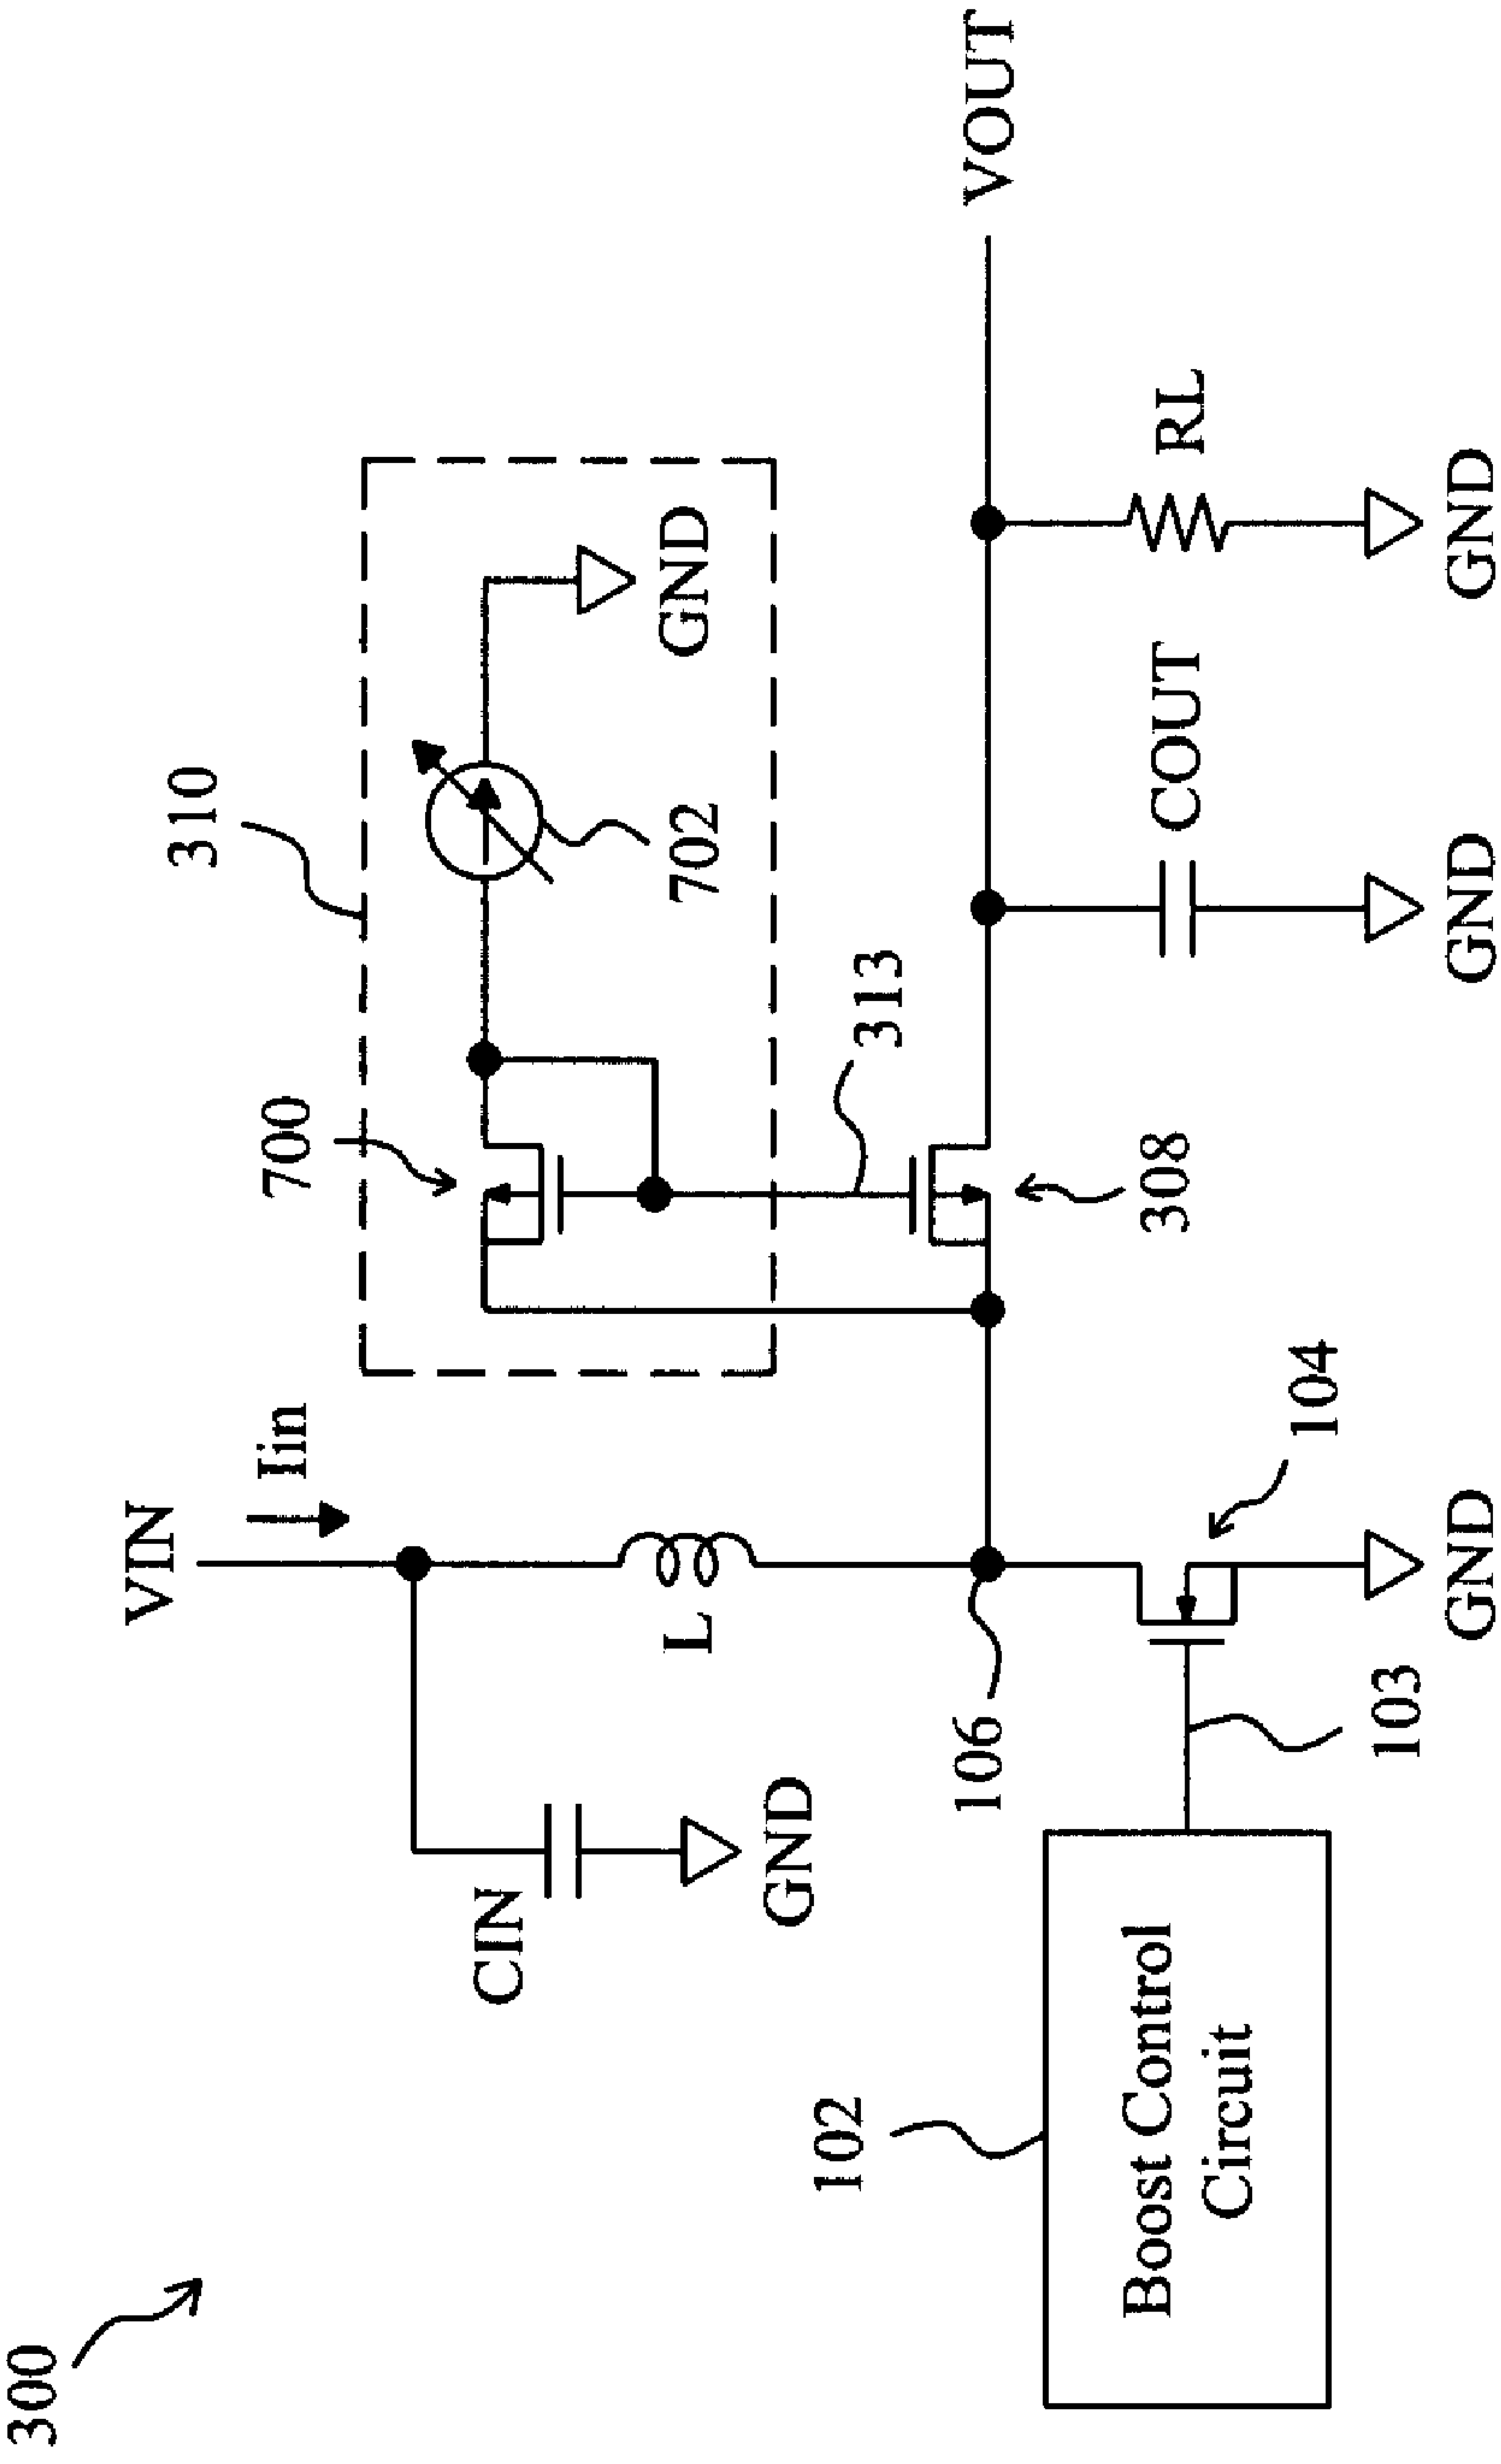 300
VIN
Iin
310
700
CIN
L
702
GND
GND
313
VOUT
102
106
308
COUT
RL
Boost Control
Circuit
103
104
GND
GND
GND